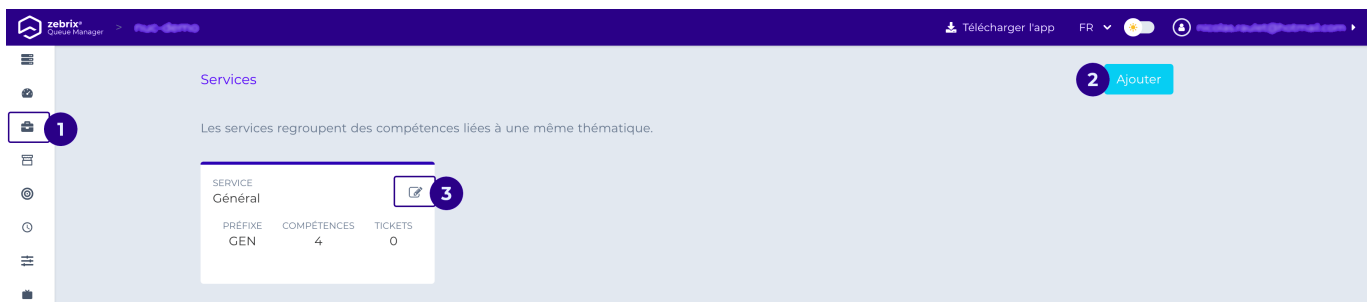 zebrix®
Queue Manager
>
Télécharger l'app
FR
Services
2
Ajouter
1
Les services regroupent des compétences liées à une même thématique.
SERVICE
Général
3
PRÉFIXE COMPÉTENCES TICKETS
GEN 4 0